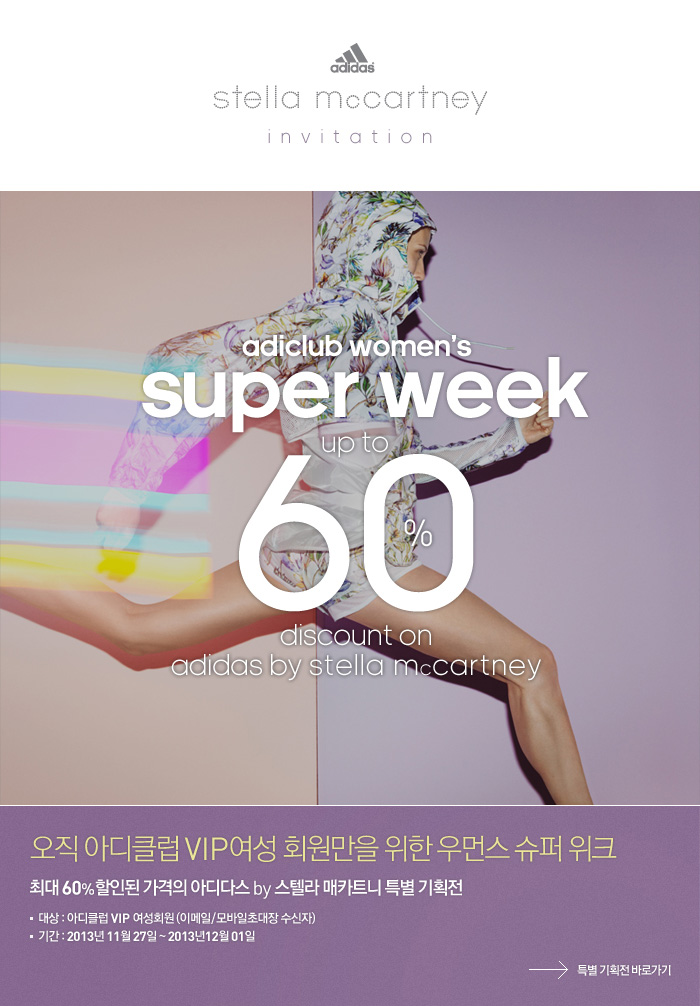 adidas
stella mccartney
invitation
adiclub women's
super week
up to
60%
discount on
adidas by stella mccartney
오직 아디클럽 VIP여성 회원만을 위한 우먼스 슈퍼 위크
최대 60%할인된 가격의 아디다스 by 스텔라 매카트니 특별 기획전
▪ 대상 : 아디클럽 VIP 여성회원 (이메일/모바일초대장 수신자)
▪ 기간 : 2013년 11월 27일 ~ 2013년12월 01일
특별 기획전 바로가기